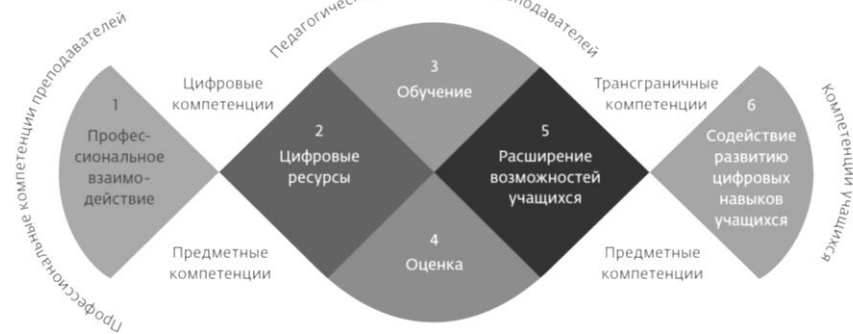 Профессиональные компетенции преподавателей
1
Профес-
сиональное
взаимо-
действие
Цифровые
компетенции
Предметные
компетенции
2
Цифровые
ресурсы
3
Обучение
4
Оценка
5
Расширение
возможностей
учащихся
Трансграничные
компетенции
Предметные
компетенции
6
Содействие
развитию
цифровых
навыков
учащихся
Компетенции учащихся